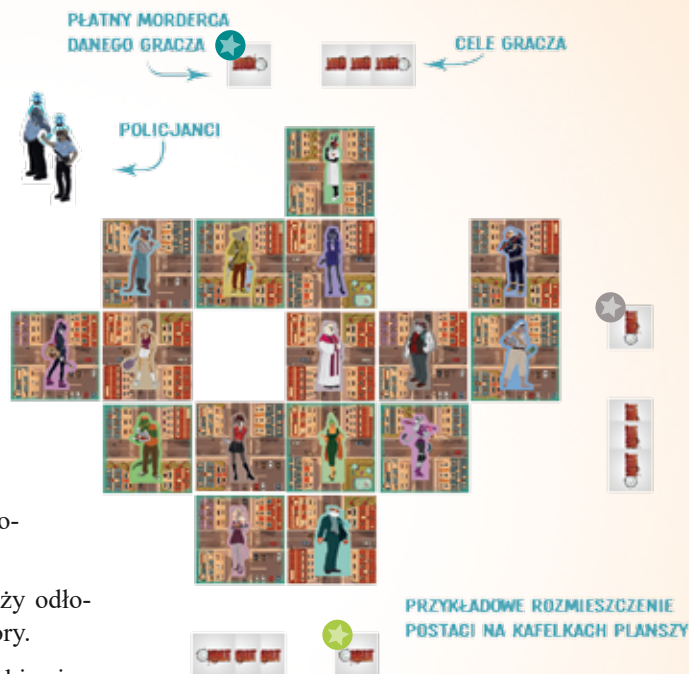 PŁATNY MORDERCA
DANEGO GRACZA
CELE GRACZA
POLICJANCI
o-
ży odło-
ory.
PRZYKŁADOWE ROZMIESZCZENIE
POSTACI NA KAFELKACH PLANSZY